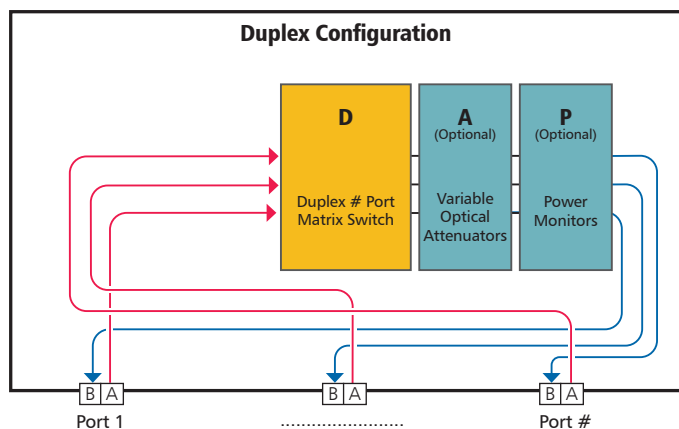 Duplex Configuration
D
Duplex # Port
Matrix Switch
A
(Optional)
Variable
Optical
Attenuators
P
(Optional)
Power
Monitors
B A
B A
B A
Port 1
........................
Port #